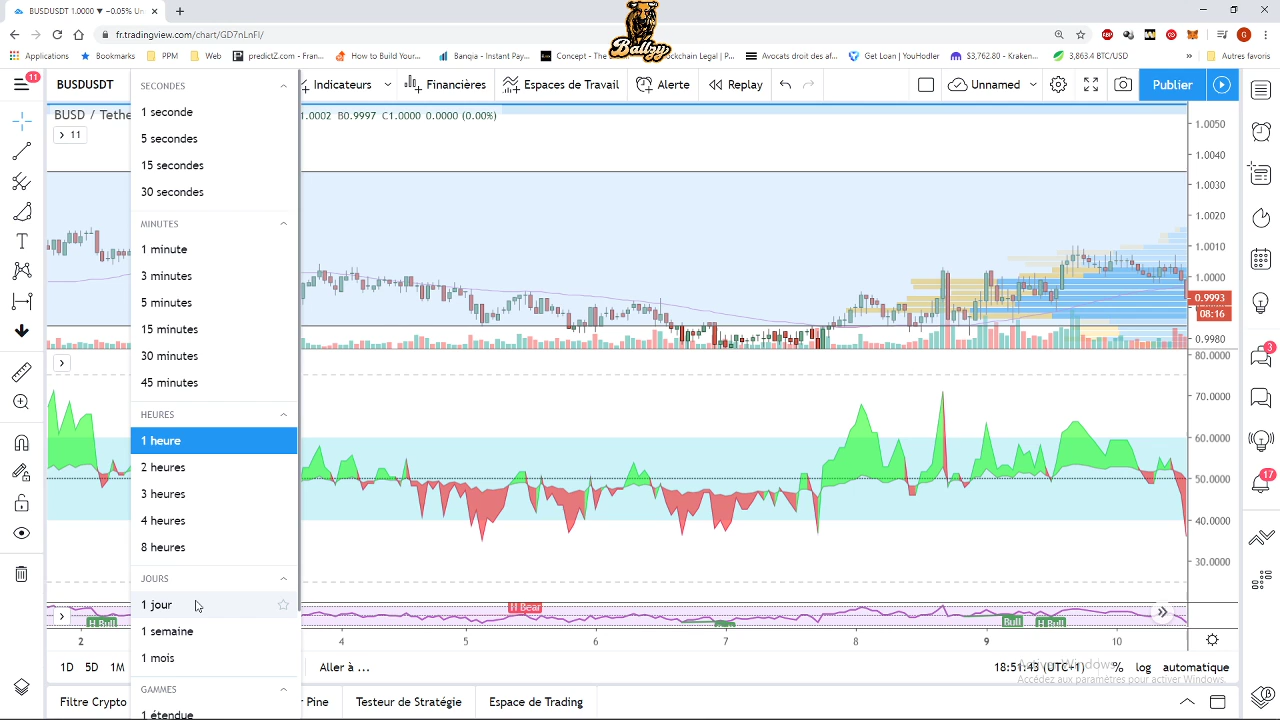 BUSDUSDT 1.0000 ▼ −0.05% Un
Ballzy
fr.tradingview.com/chart/GD7nLnFl/
Applications
Bookmarks
PPM
Web
predictZ.com - Fran...
How to Build Your...
Banqia - Instant Pay...
Concept -
ckchain Legal | P...
Avocats droit des af...
Get Loan | YouHodler
$3,762.80 - Kraken...
3,863.4 BTC/USD
»
Autres favoris
11
BUSDUSDT
Indicateurs
Financières
Espaces de Travail
Alerte
Replay
Unnamed
Publier
BUSD / Tethe
1.0002 B0.9997 C1.0000 0.0000 (0.00%)
11
SECONDES
1 seconde
5 secondes
15 secondes
30 secondes
MINUTES
1 minute
3 minutes
5 minutes
15 minutes
30 minutes
45 minutes
HEURES
1 heure
2 heures
3 heures
4 heures
8 heures
JOURS
1 jour
1 semaine
1 mois
GAMMES
1 étendue
1.0050
1.0040
1.0030
1.0020
1.0010
1.0000
0.9993
08:16
0.9980
80.0000
70.0000
60.0000
50.0000
40.0000
30.0000
3
17
H Bull
H Bear
Bull
H Bull
2
4
5
6
7
8
9
10
1D
5D
1M
Aller à ...
18:51:43 (UTC+1)
%
log
automatique
Activer Windows
Accédez aux paramètres pour activer Windows.
Filtre Crypto
r Pine
Testeur de Stratégie
Espace de Trading